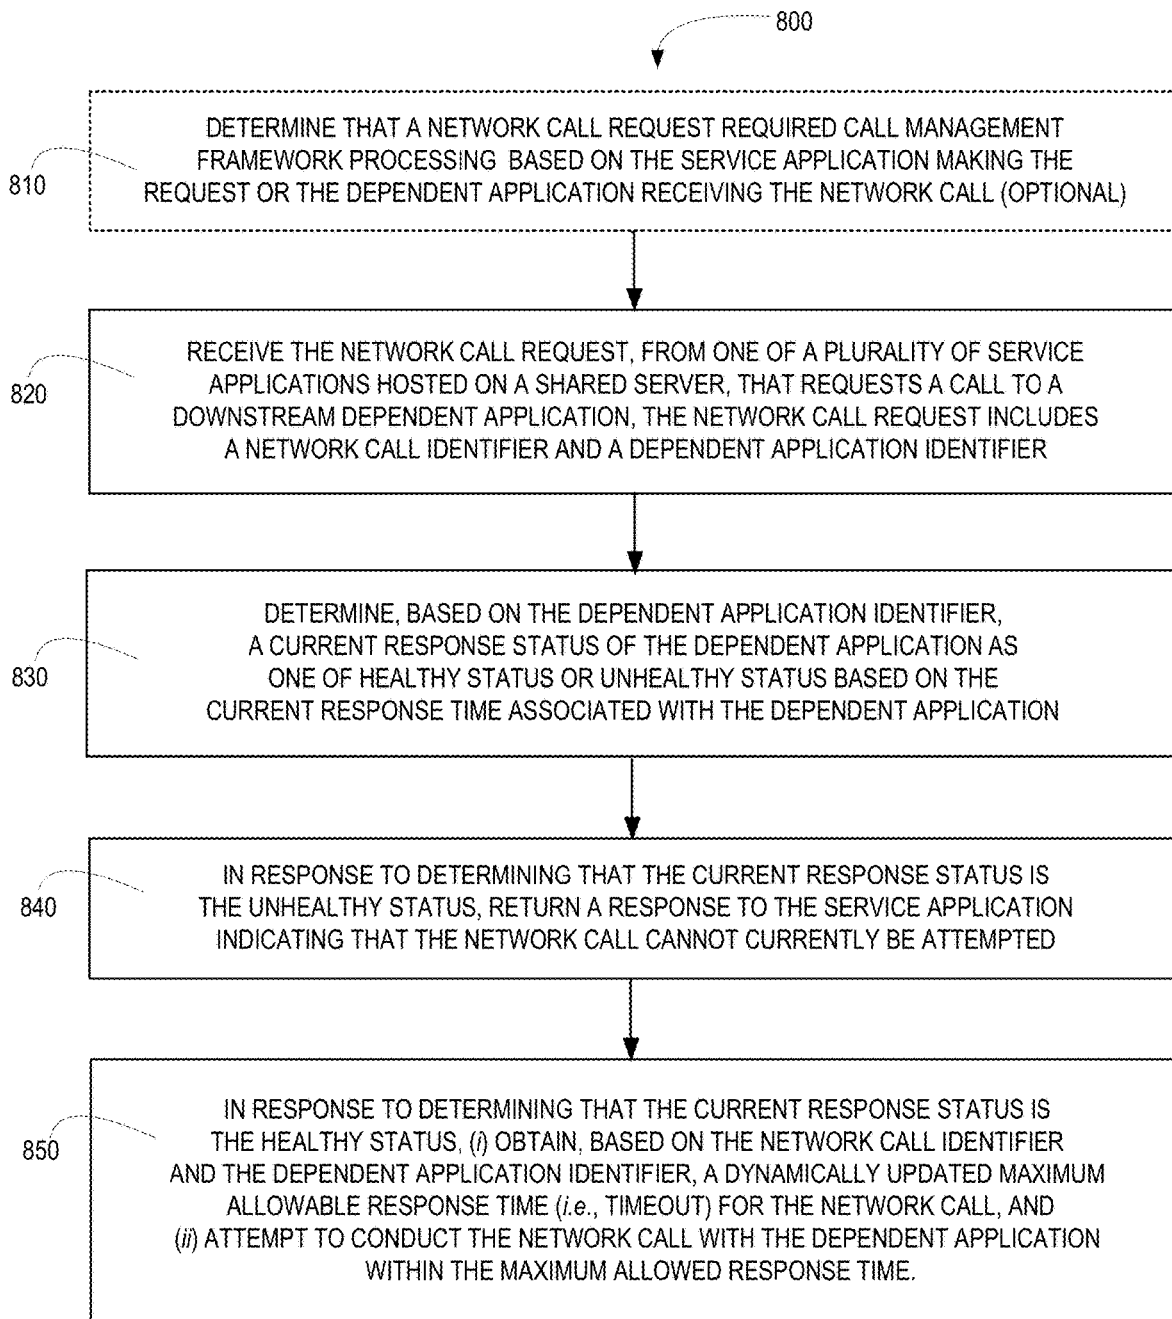 800
DETERMINE THAT A NETWORK CALL REQUEST REQUIRED CALL MANAGEMENT
FRAMEWORK PROCESSING BASED ON THE SERVICE APPLICATION MAKING THE
REQUEST OR THE DEPENDENT APPLICATION RECEIVING THE NETWORK CALL (OPTIONAL)
810
RECEIVE THE NETWORK CALL REQUEST, FROM ONE OF A PLURALITY OF SERVICE
APPLICATIONS HOSTED ON A SHARED SERVER, THAT REQUESTS A CALL TO A
DOWNSTREAM DEPENDENT APPLICATION, THE NETWORK CALL REQUEST INCLUDES
A NETWORK CALL IDENTIFIER AND A DEPENDENT APPLICATION IDENTIFIER
820
DETERMINE, BASED ON THE DEPENDENT APPLICATION IDENTIFIER,
A CURRENT RESPONSE STATUS OF THE DEPENDENT APPLICATION AS
ONE OF HEALTHY STATUS OR UNHEALTHY STATUS BASED ON THE
CURRENT RESPONSE TIME ASSOCIATED WITH THE DEPENDENT APPLICATION
830
IN RESPONSE TO DETERMINING THAT THE CURRENT RESPONSE STATUS IS
THE UNHEALTHY STATUS, RETURN A RESPONSE TO THE SERVICE APPLICATION
INDICATING THAT THE NETWORK CALL CANNOT CURRENTLY BE ATTEMPTED
840
IN RESPONSE TO DETERMINING THAT THE CURRENT RESPONSE STATUS IS
THE HEALTHY STATUS, (i) OBTAIN, BASED ON THE NETWORK CALL IDENTIFIER
AND THE DEPENDENT APPLICATION IDENTIFIER, A DYNAMICALLY UPDATED MAXIMUM
ALLOWABLE RESPONSE TIME (i.e., TIMEOUT) FOR THE NETWORK CALL, AND
(ii) ATTEMPT TO CONDUCT THE NETWORK CALL WITH THE DEPENDENT APPLICATION
WITHIN THE MAXIMUM ALLOWED RESPONSE TIME.
850